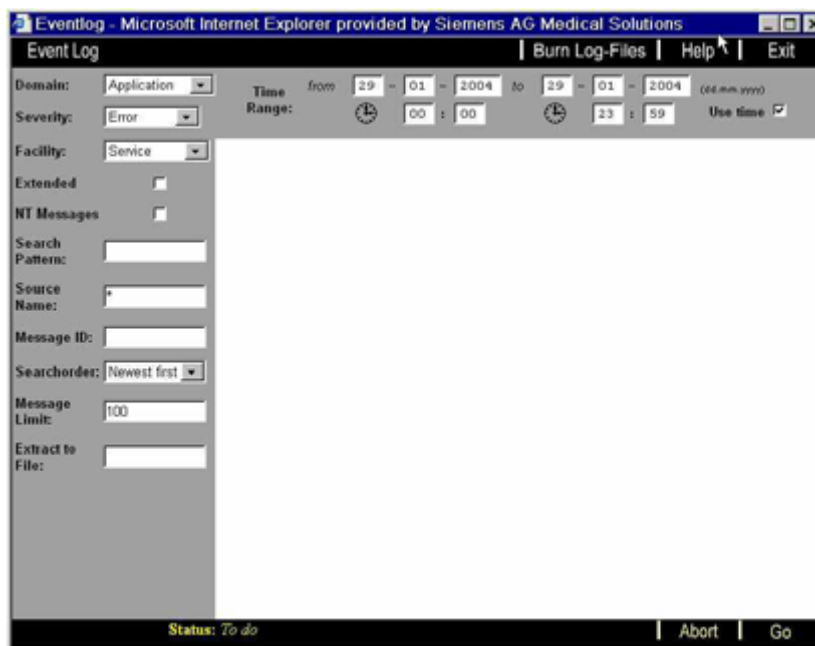 Eventlog - Microsoft Internet Explorer provided by Siemens AG Medical Solutions
Event Log | Burn Log-Files | Help | Exit
Domain: Application
Severity: Error
Facility: Service
Extended
NT Messages
Search Pattern:
Source Name: *
Message ID:
Searchorder: Newest first
Message Limit: 100
Extract to File:
Time Range: from 29 - 01 - 2004 to 29 - 01 - 2004 (dd.mm.yyyy)
00 : 00 23 : 59 Use time
Status: To do | Abort | Go